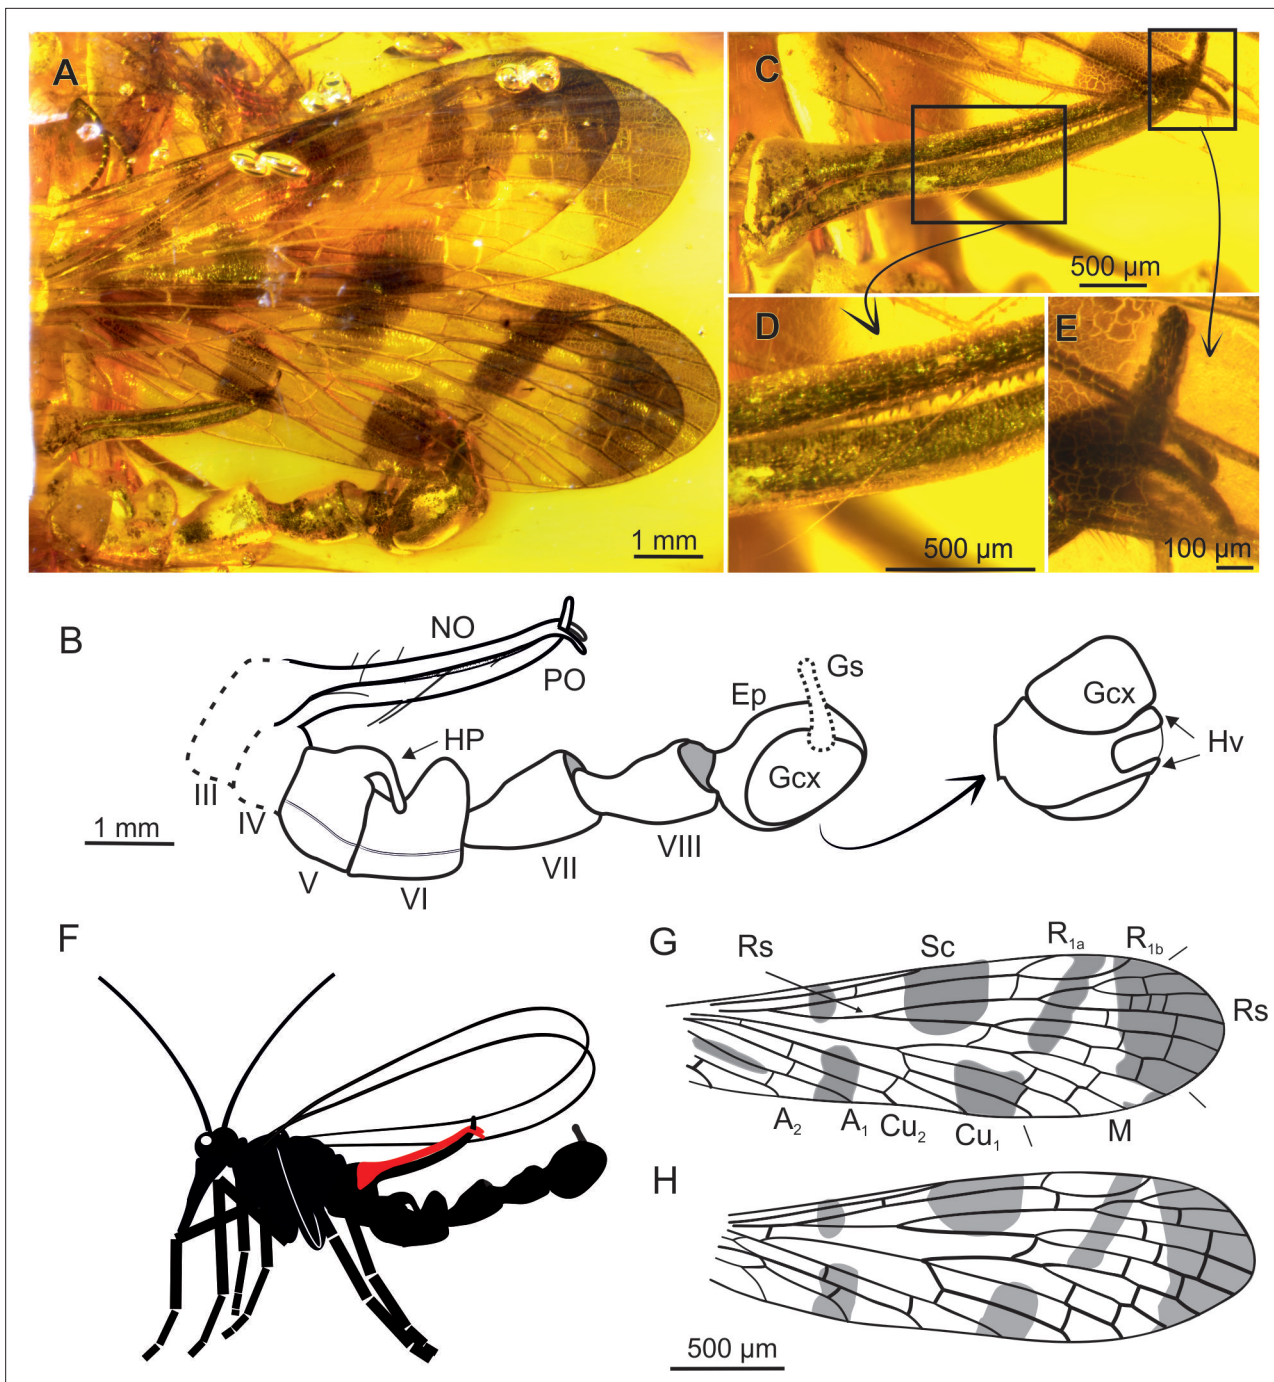 A
1 mm
C
500 µm
D
500 µm
E
100 µm
B
NO
PO
HP
III
IV
V
VI
VII
VIII
Ep
Gs
Gcx
Gcx
Hv
1 mm
F
G
Rs
Sc
R1a
R1b
Rs
A2
A1
Cu2
Cu1
M
H
500 µm